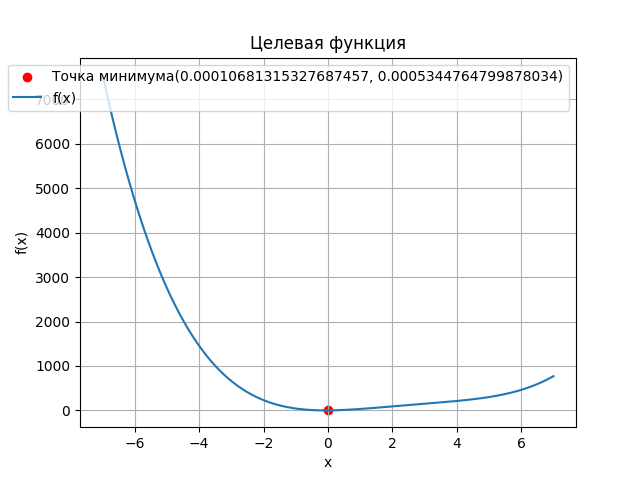 Целевая функция
Точка минимума(0.00010681315327687457, 0.0005344764799878034)
f(x)
7000
6000
5000
4000
3000
2000
1000
0
f(x)
−6 −4 −2 0 2 4 6
x